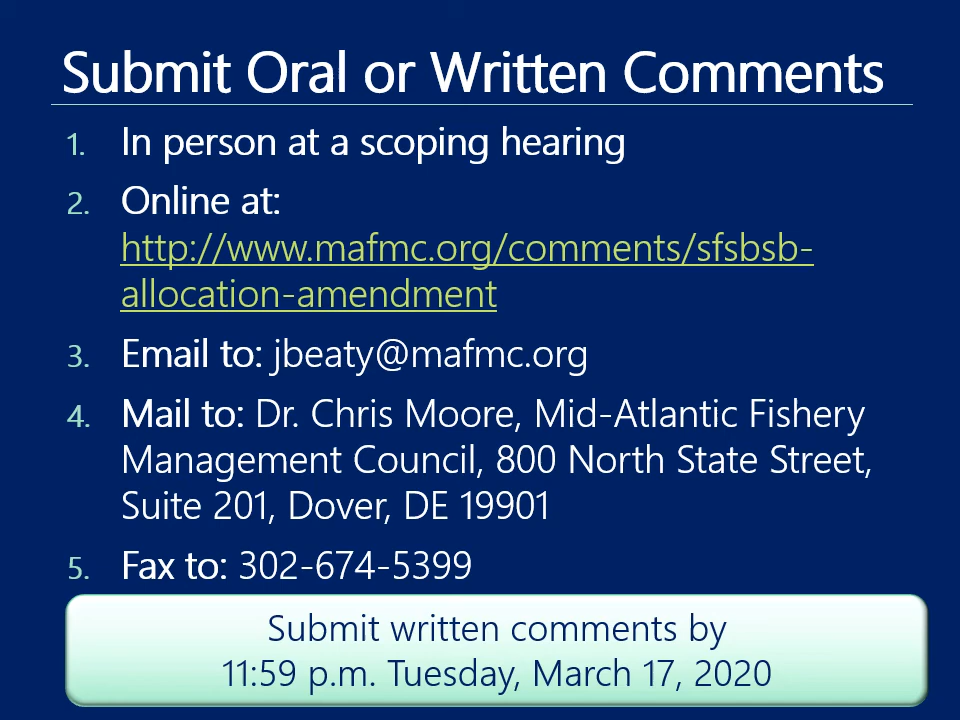 Submit Oral or Written Comments
1. In person at a scoping hearing
2. Online at:
http://www.mafmc.org/comments/sfsbsb-
allocation-amendment
3. Email to: jbeaty@mafmc.org
4. Mail to: Dr. Chris Moore, Mid-Atlantic Fishery
Management Council, 800 North State Street,
Suite 201, Dover, DE 19901
5. Fax to: 302-674-5399
Submit written comments by
11:59 p.m. Tuesday, March 17, 2020